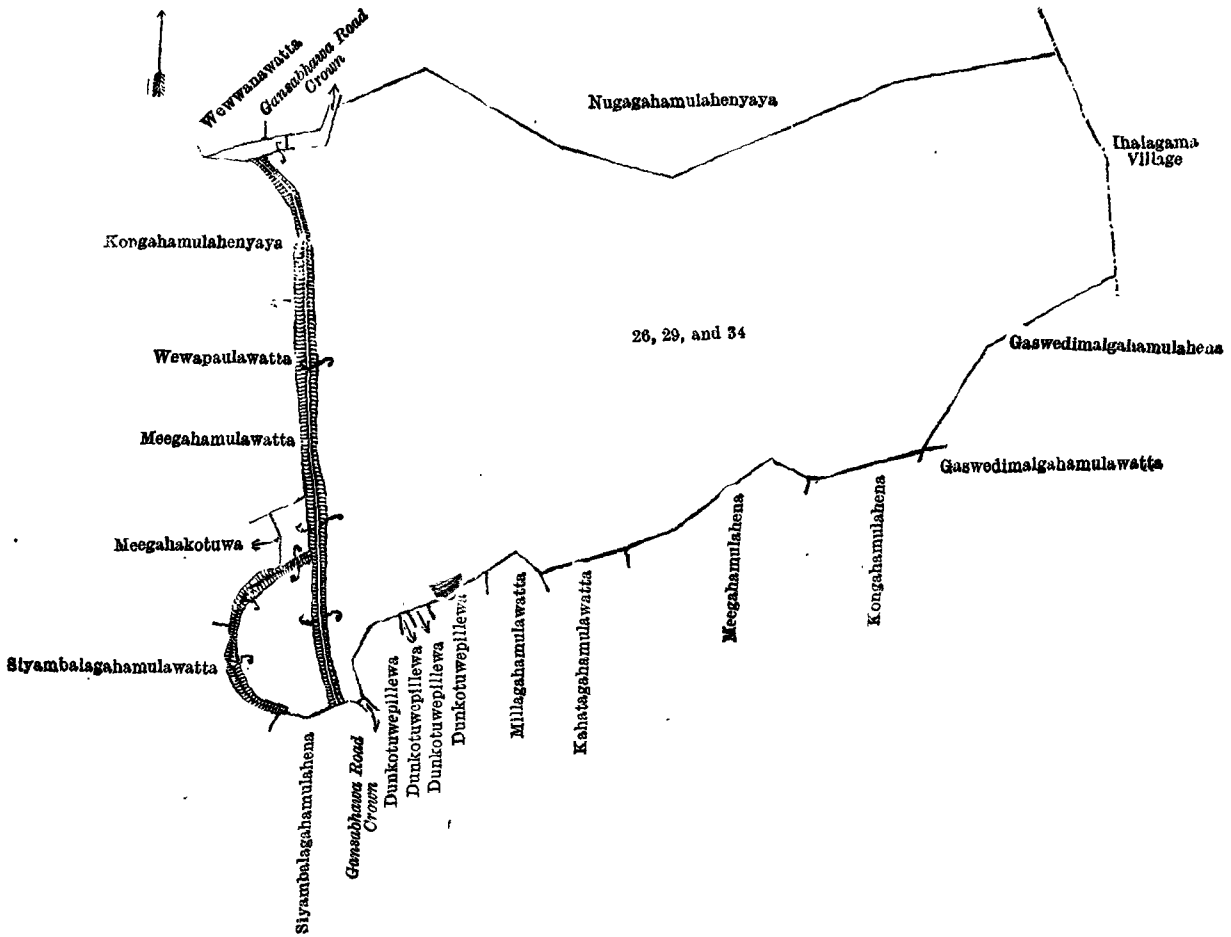 Wewwanawatta
Gansabhawa Road
Crown
Nugagahamulahenyaya
Ihalagama
Village
Kongahamulahenyaya
26, 29, and 34
Wewapaulawatta
Gaswedimalgahamulahena
Meegahamulawatta
Gaswedimalgahamulawatta
Meegahakotuwa
Siyambalagahamulawatta
Siyambalagahamulahena
Gansabhawa Road
Crown
Dunkotuwepillewa
Dunkotuwepillewa
Dunkotuwepillewa
Dunkotuwepillewa
Millagahamulawatta
Kahatagahamulawatta
Meegahamulahena
Kongahamulahena